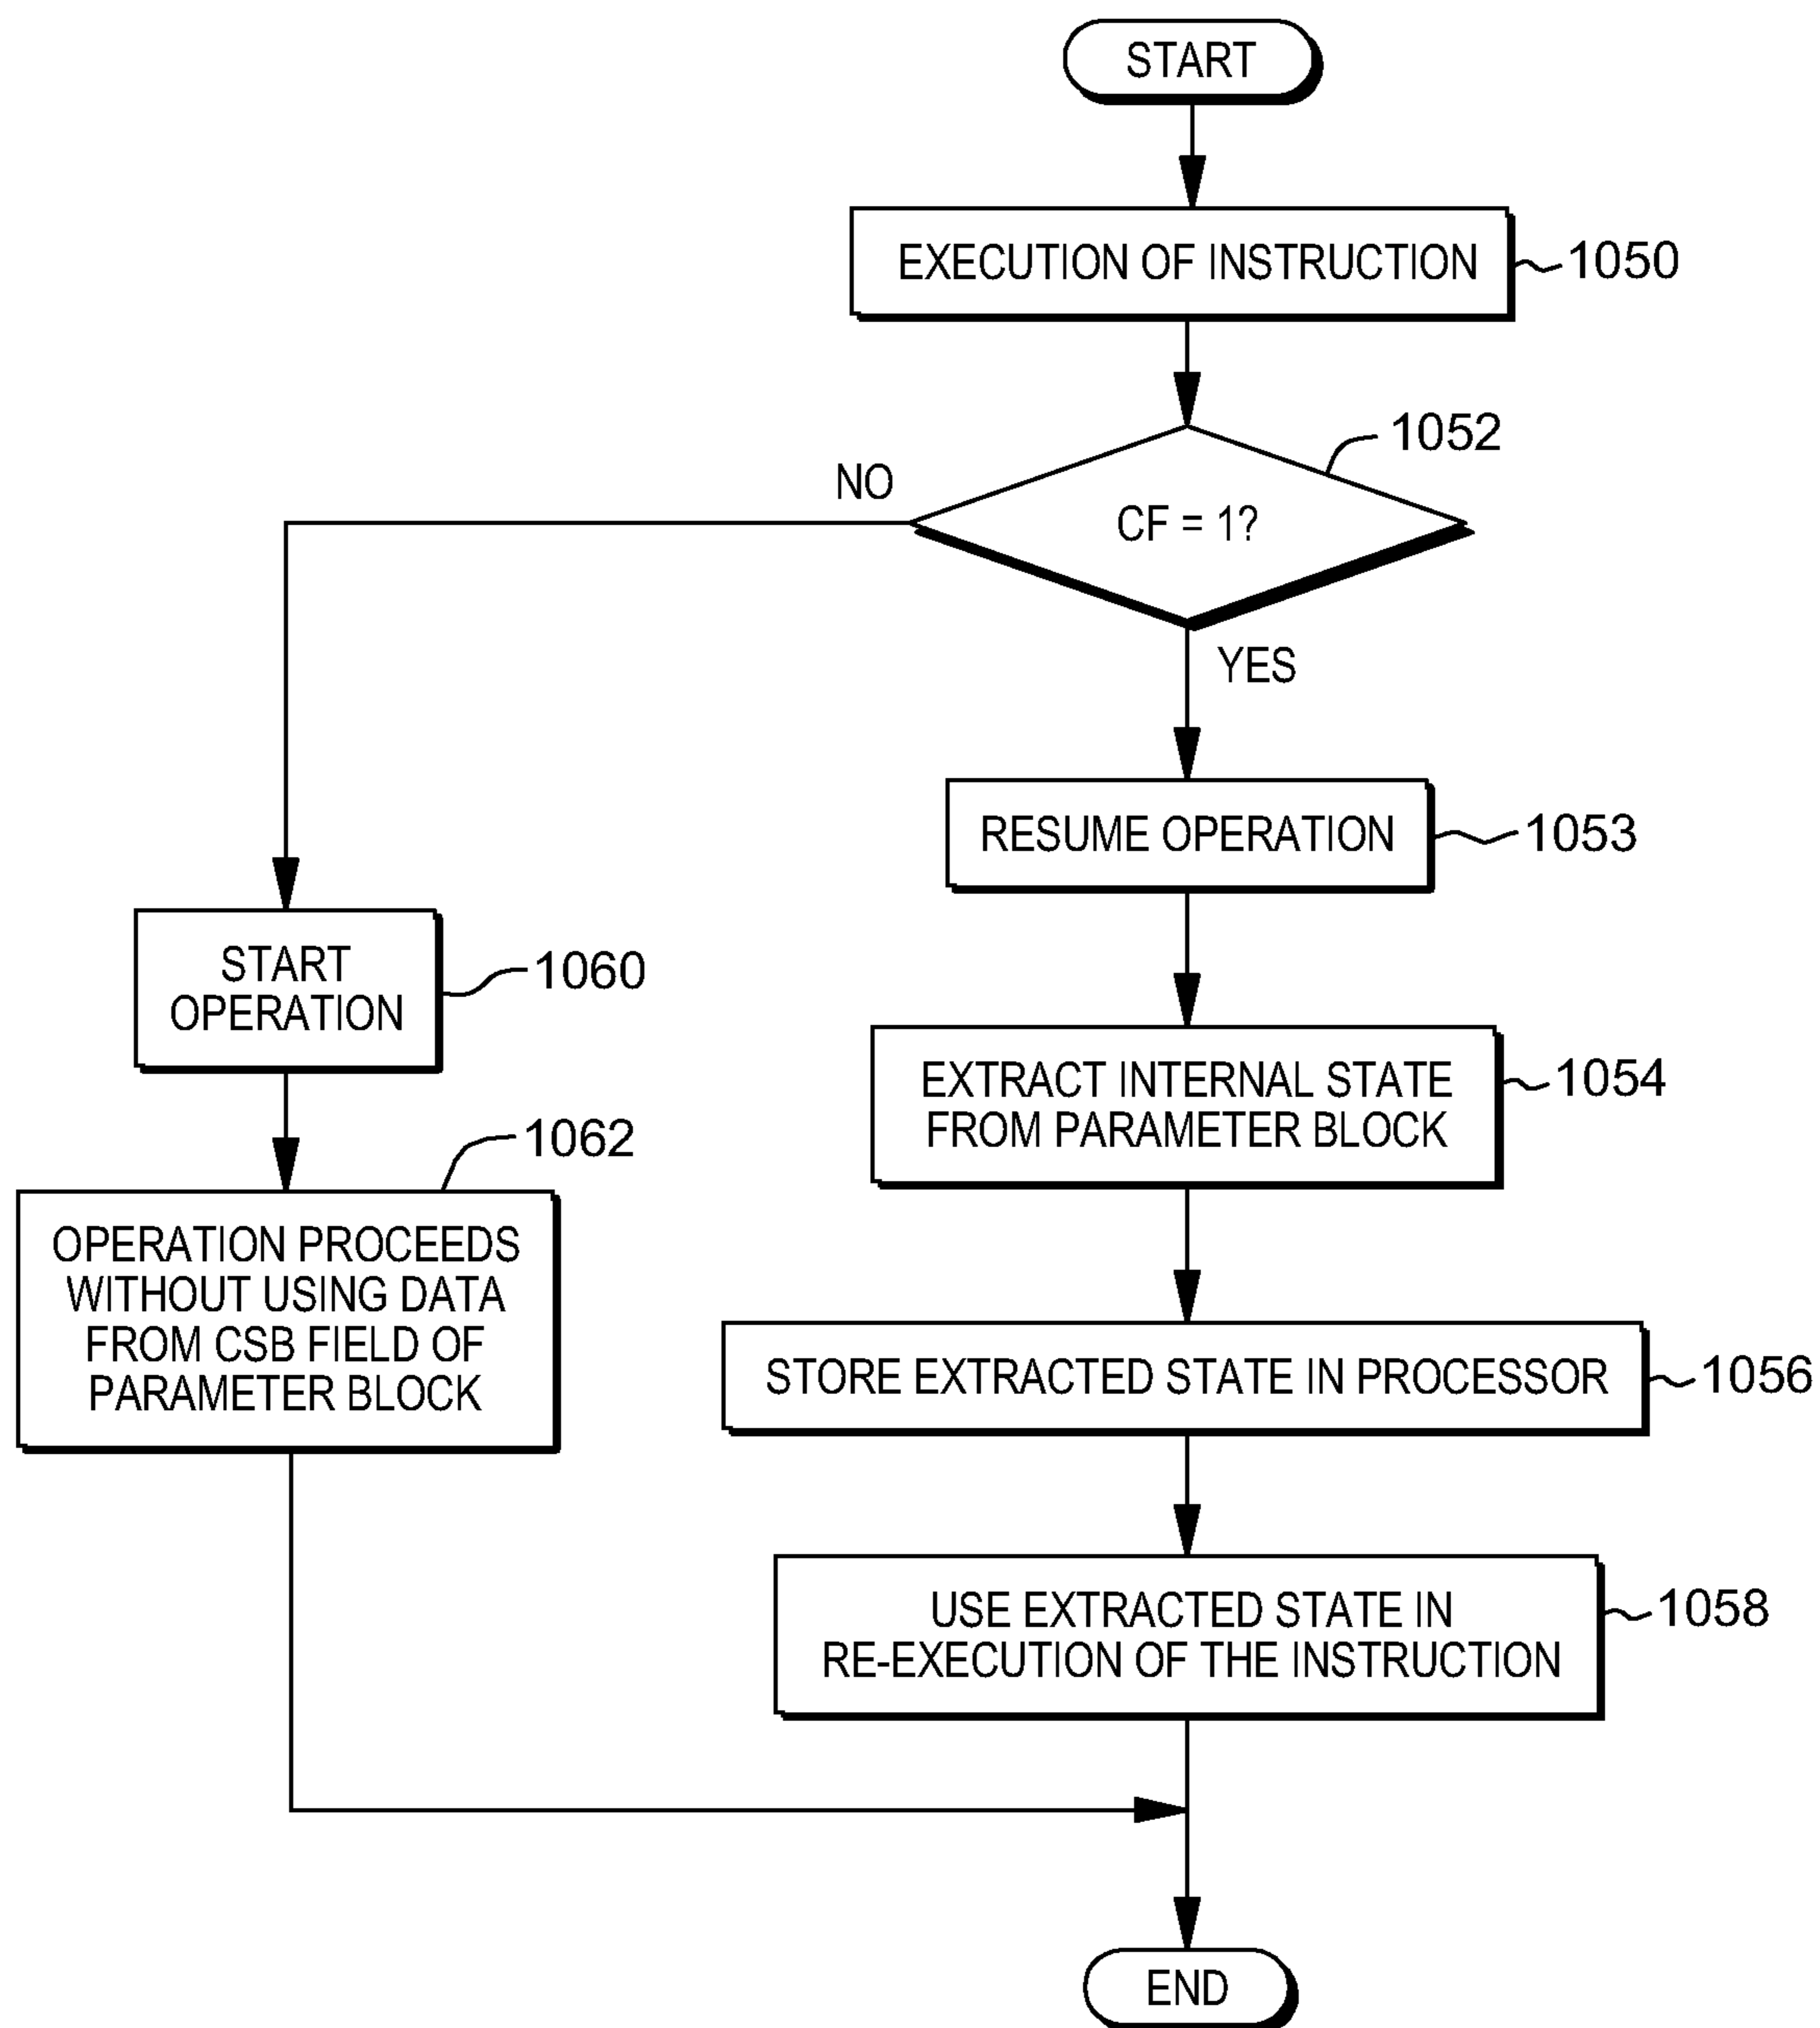 START
EXECUTION OF INSTRUCTION
1050
1052
NO
CF = 1?
YES
RESUME OPERATION
1053
START
OPERATION
1060
EXTRACT INTERNAL STATE
FROM PARAMETER BLOCK
1054
1062
OPERATION PROCEEDS
WITHOUT USING DATA
FROM CSB FIELD OF
PARAMETER BLOCK
STORE EXTRACTED STATE IN PROCESSOR
1056
USE EXTRACTED STATE IN
RE-EXECUTION OF THE INSTRUCTION
1058
END